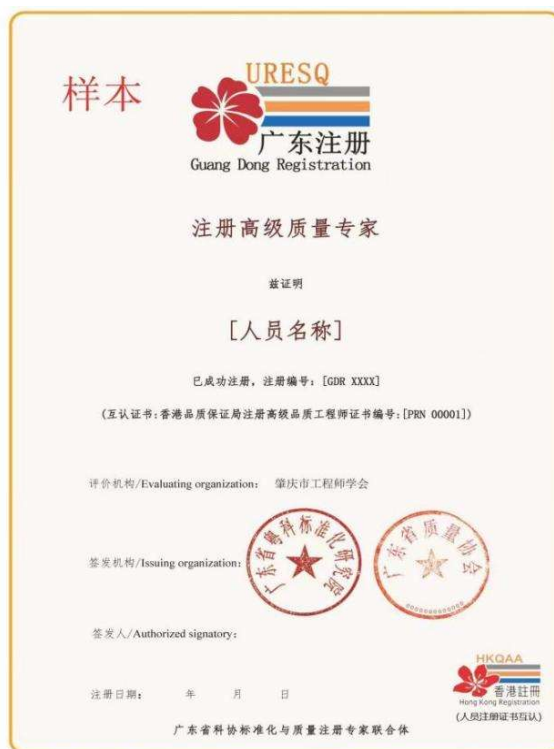 样本
URESQ
广东注册
Guang Dong Registration
注册高级质量专家
兹证明
[人员名称]
已成功注册，注册编号：[GDR XXXX]
(互认证书:香港品质保证局注册高级品质工程师证书编号:[PRN 00001])
评价机构/Evaluating organization： 肇庆市工程师学会
签发机构/Issuing organization：
广东省粤科标准化研究院
广东省质量协会
0000000000000
签发人/Authorized signatory：
HKQAA
香港註冊
Hong Kong Registration
(人员注册证书互认)
注册日期： 年 月 日
广东省科协标准化与质量注册专家联合体